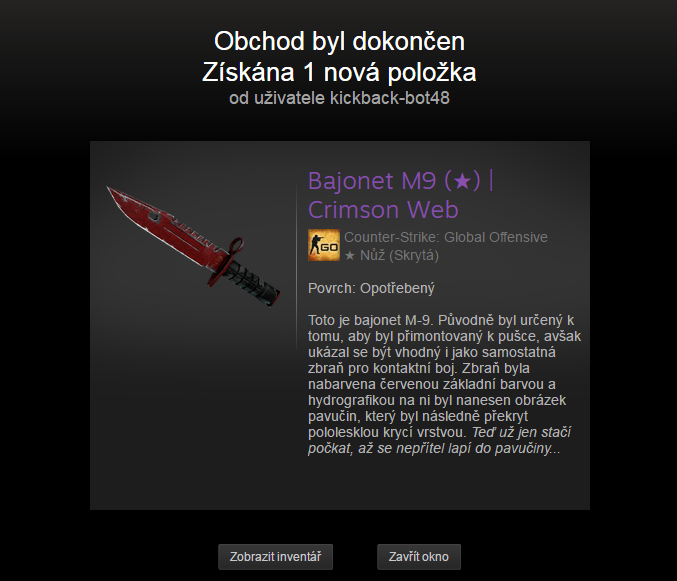 Obchod byl dokončen
Získána 1 nová položka
od uživatele kickback-bot48
Bajonet M9 (★) |
Crimson Web
GO
Counter-Strike: Global Offensive
★ Nůž (Skrytá)
Povrch: Opotřebený
Toto je bajonet M-9. Původně byl určený k
tomu, aby byl přimontovaný k pušce, avšak
ukázal se být vhodný i jako samostatná
zbraň pro kontaktní boj. Zbraň byla
nabarvena červenou základní barvou a
hydrografikou na ni byl nanesen obrázek
pavučin, který byl následně překryt
pololesklou krycí vrstvou. Teď už jen stačí
počkat, až se nepřítel lapí do pavučiny...
Zobrazit inventář
Zavřít okno